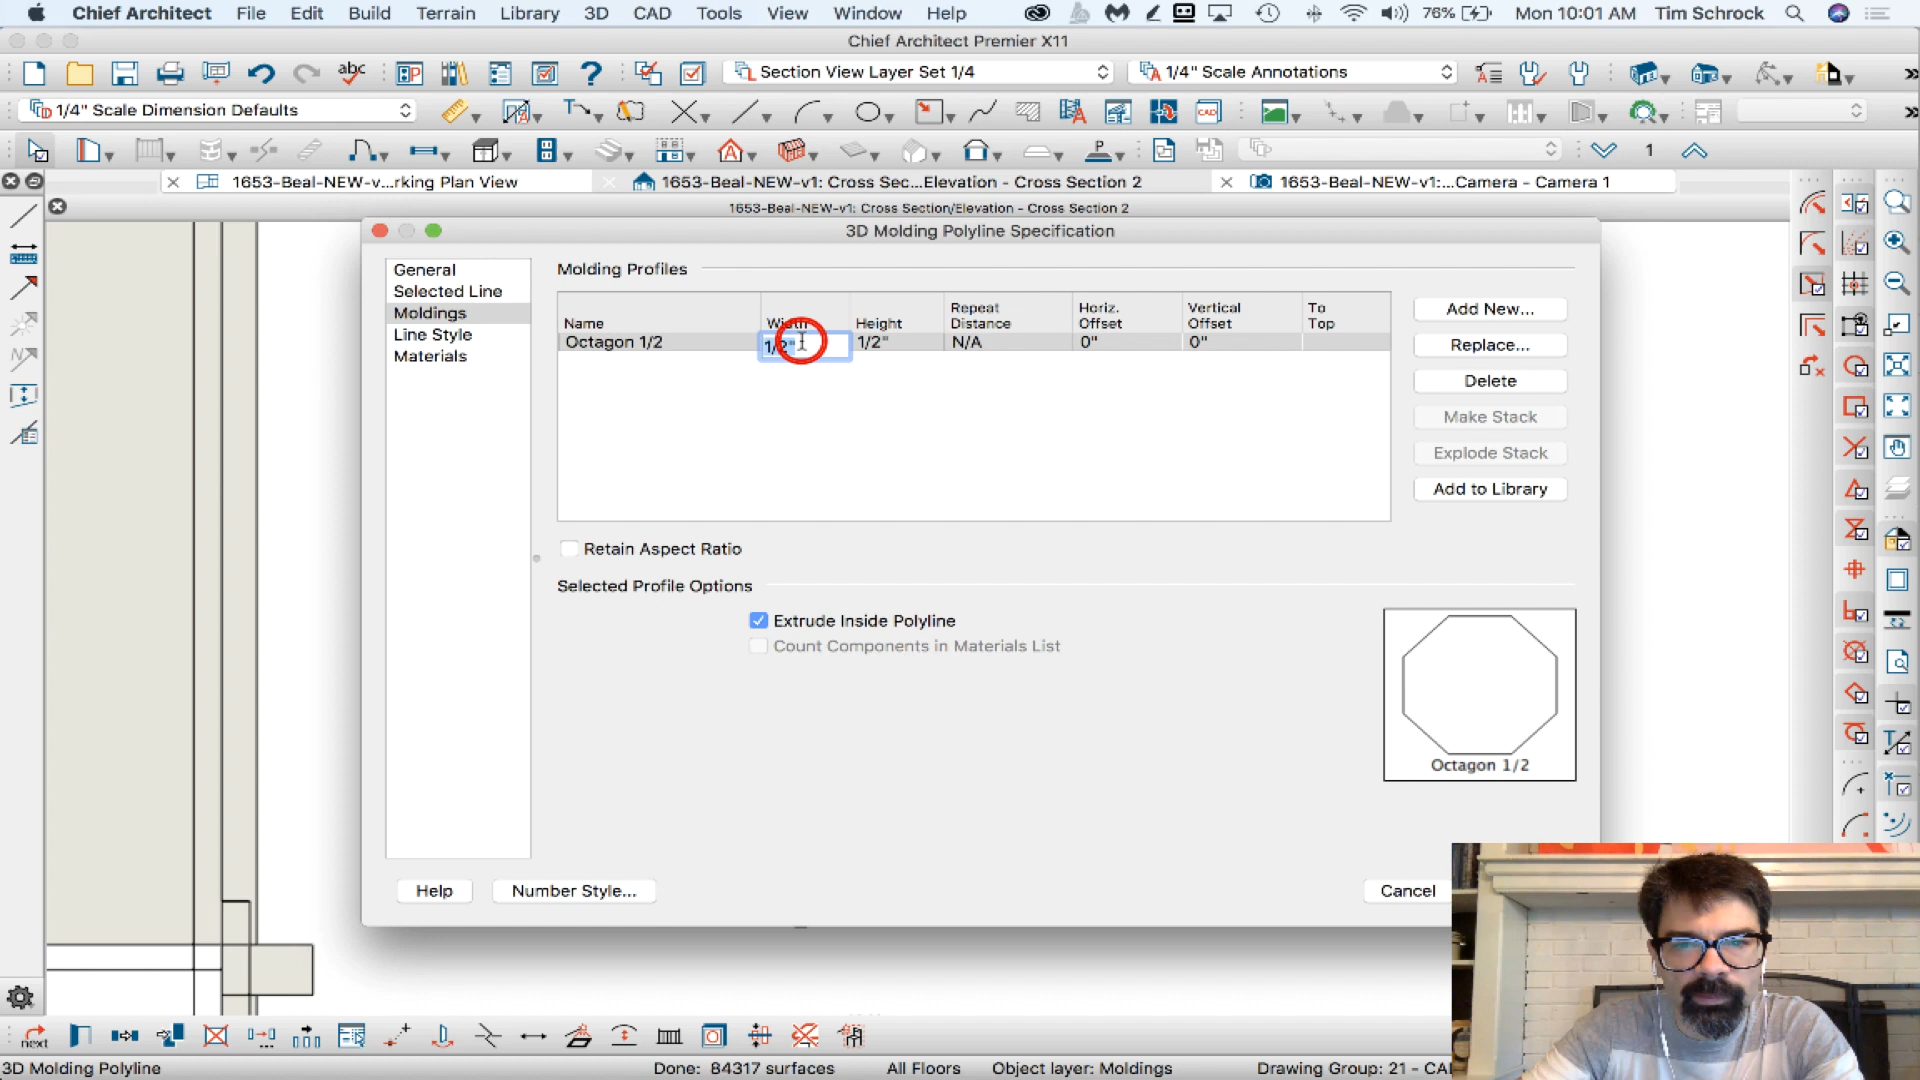 Chief Architect File Edit Build Terrain Library 3D CAD Tools View Window Help 76% Mon 10:01 AM Tim Schrock
Chief Architect Premier X11
abc Section View Layer Set 1/4 1/4" Scale Annotations
1/4" Scale Dimension Defaults
1
1653-Beal-NEW-v...rking Plan View 1653-Beal-NEW-v1: Cross Sec...Elevation - Cross Section 2 1653-Beal-NEW-v1:...Camera - Camera 1
1653-Beal-NEW-v1: Cross Section/Elevation - Cross Section 2
3D Molding Polyline Specification
General
Selected Line
Moldings
Line Style
Materials
Molding Profiles
Name Width Height Repeat Distance Horiz. Offset Vertical Offset To Top
Octagon 1/2 1/2" 1/2" N/A 0" 0"
Add New...
Replace...
Delete
Make Stack
Explode Stack
Add to Library
Retain Aspect Ratio
Selected Profile Options
Extrude Inside Polyline
Count Components in Materials List
Octagon 1/2
Help Number Style... Cancel
next
3D Molding Polyline Done: 84317 surfaces All Floors Object layer: Moldings Drawing Group: 21 - CA